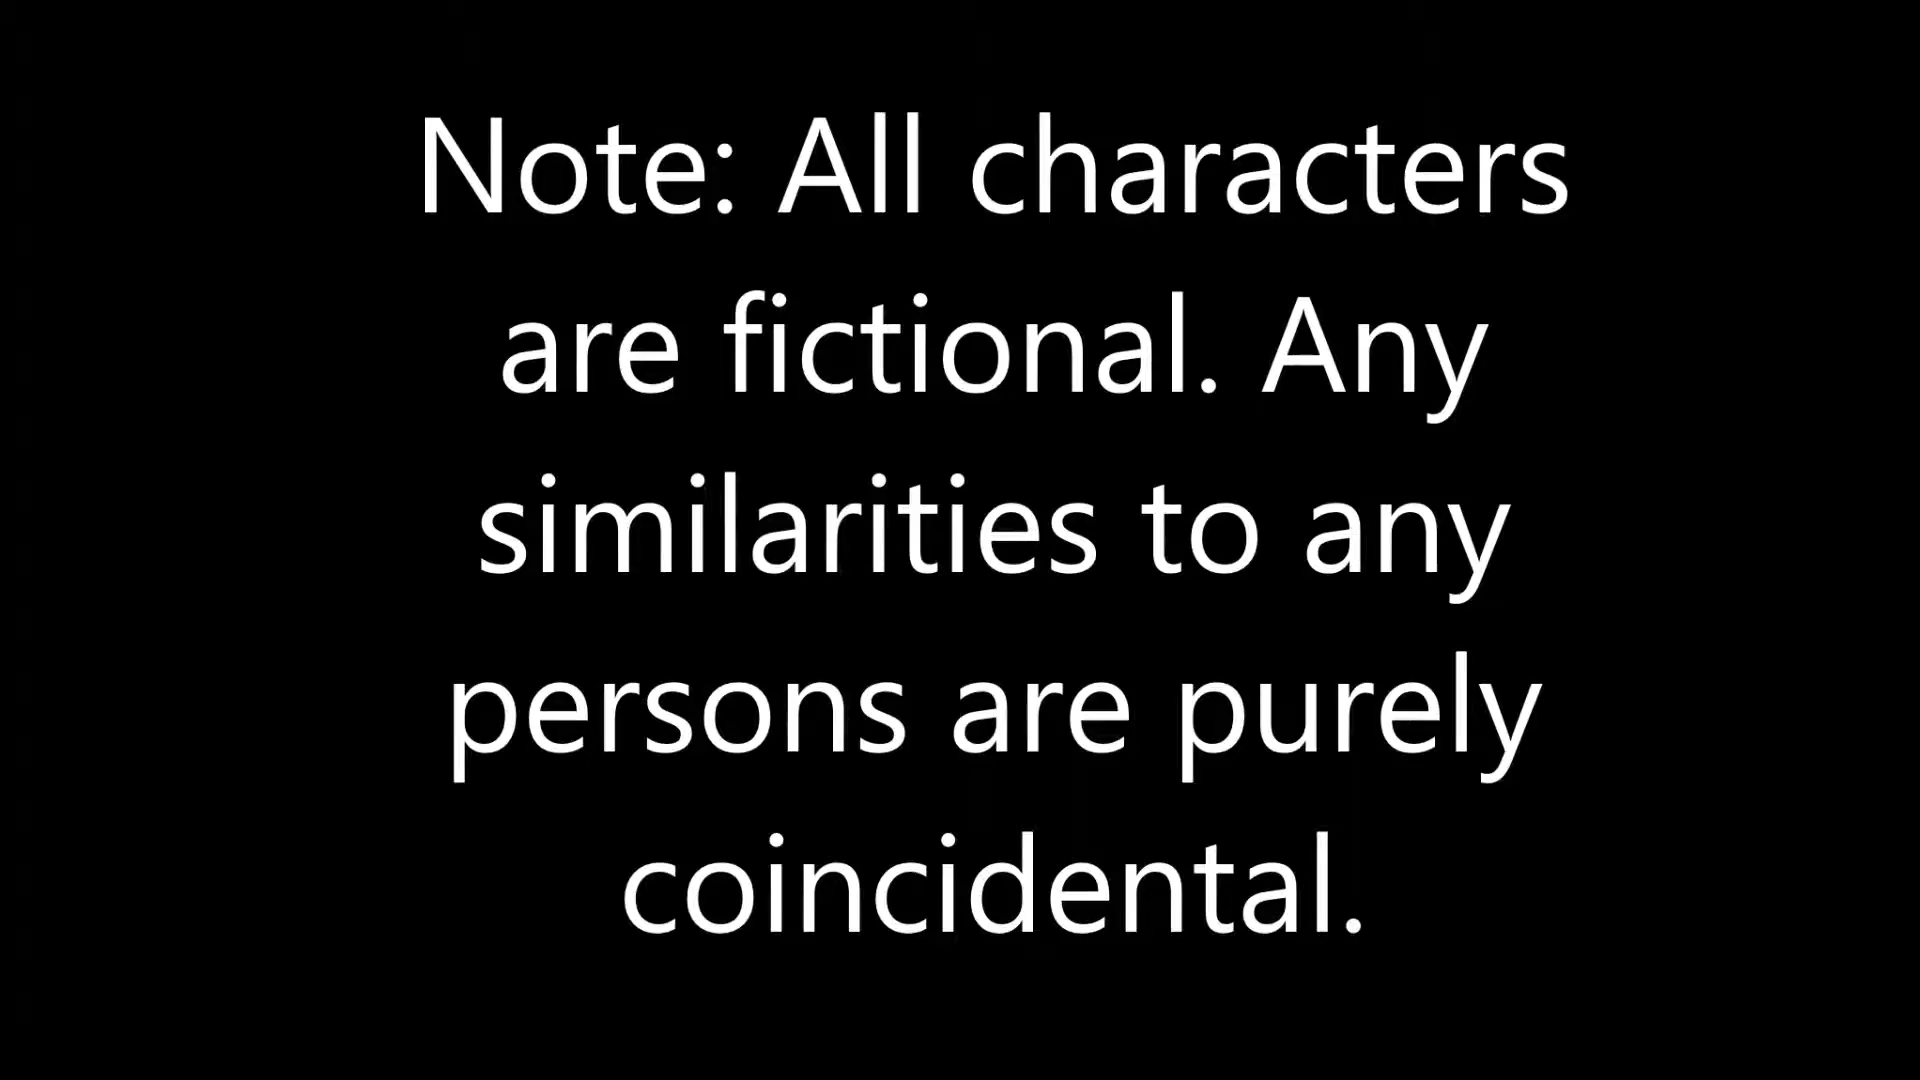 Note: All characters
are fictional. Any
similarities to any
persons are purely
coincidental.